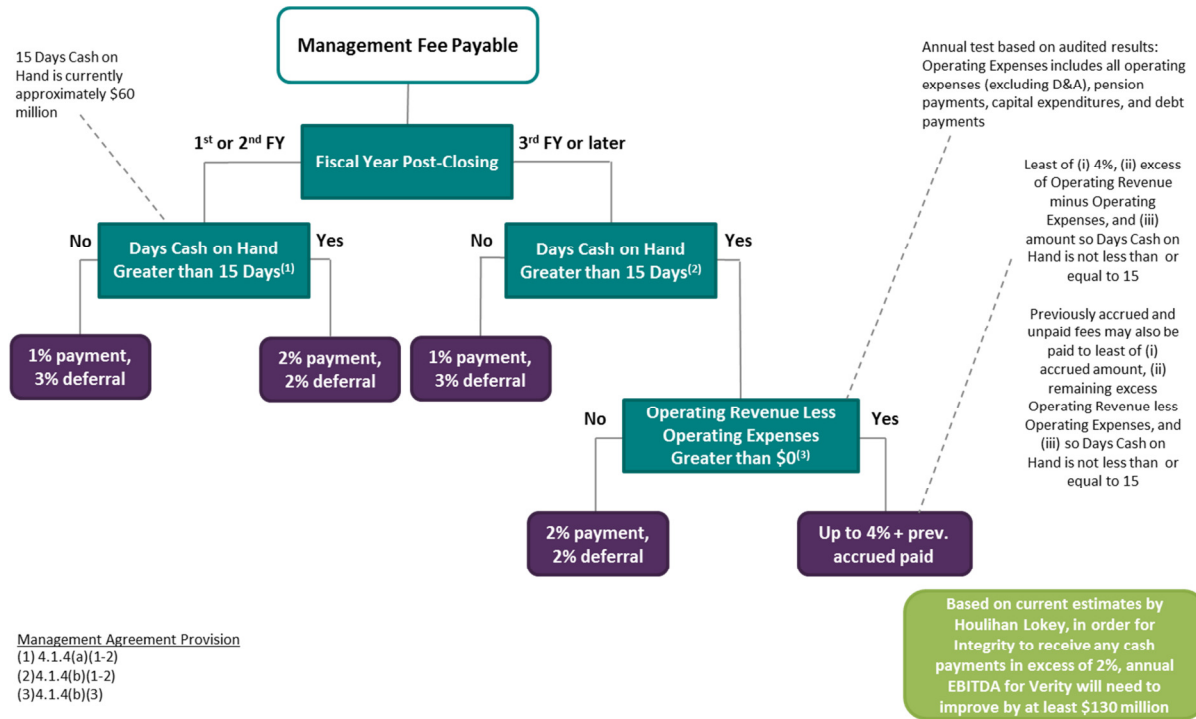 Management Fee Payable
15 Days Cash on
Hand is currently
approximately $60
million
Annual test based on audited results:
Operating Expenses includes all operating
expenses (excluding D&A), pension
payments, capital expenditures, and debt
payments
1st or 2nd FY
Fiscal Year Post-Closing
3rd FY or later
Least of (i) 4%, (ii) excess
of Operating Revenue
minus Operating
Expenses, and (iii)
amount so Days Cash on
Hand is not less than or
equal to 15
No
Days Cash on Hand
Greater than 15 Days(1)
Yes
No
Days Cash on Hand
Greater than 15 Days(2)
Yes
Previously accrued and
unpaid fees may also be
paid to least of (i)
accrued amount, (ii)
remaining excess
Operating Revenue less
Operating Expenses, and
(iii) so Days Cash on
Hand is not less than or
equal to 15
1% payment,
3% deferral
2% payment,
2% deferral
1% payment,
3% deferral
No
Operating Revenue Less
Operating Expenses
Greater than $0(3)
Yes
2% payment,
2% deferral
Up to 4% + prev.
accrued paid
Management Agreement Provision
(1) 4.1.4(a)(1-2)
(2)4.1.4(b)(1-2)
(3)4.1.4(b)(3)
Based on current estimates by
Houlihan Lokey, in order for
Integrity to receive any cash
payments in excess of 2%, annual
EBITDA for Verity will need to
improve by at least $130 million